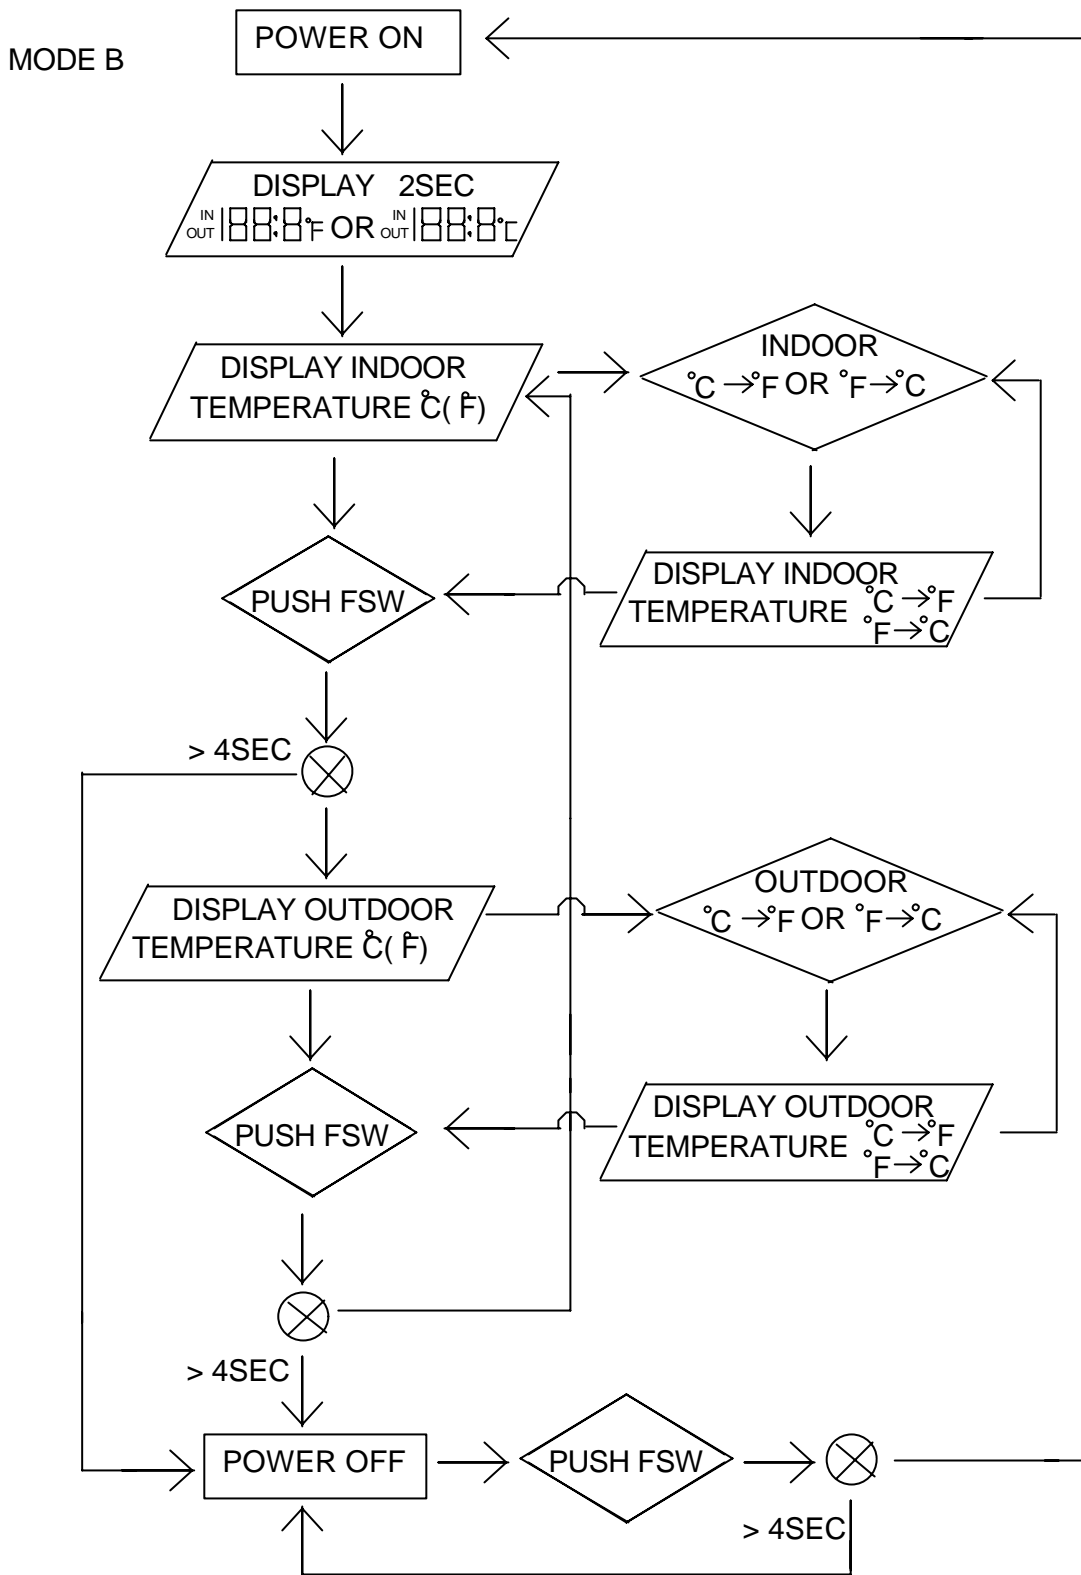 MODE B
POWER ON
DISPLAY 2SEC
IN OUT 188:8°F OR IN OUT 188:8°C
DISPLAY INDOOR
TEMPERATURE °C(°F)
INDOOR
°C →°F OR °F→°C
PUSH FSW
DISPLAY INDOOR
TEMPERATURE °C →°F
°F→°C
> 4SEC
DISPLAY OUTDOOR
TEMPERATURE °C(°F)
OUTDOOR
°C →°F OR °F→°C
PUSH FSW
DISPLAY OUTDOOR
TEMPERATURE °C →°F
°F→°C
> 4SEC
POWER OFF
PUSH FSW
> 4SEC